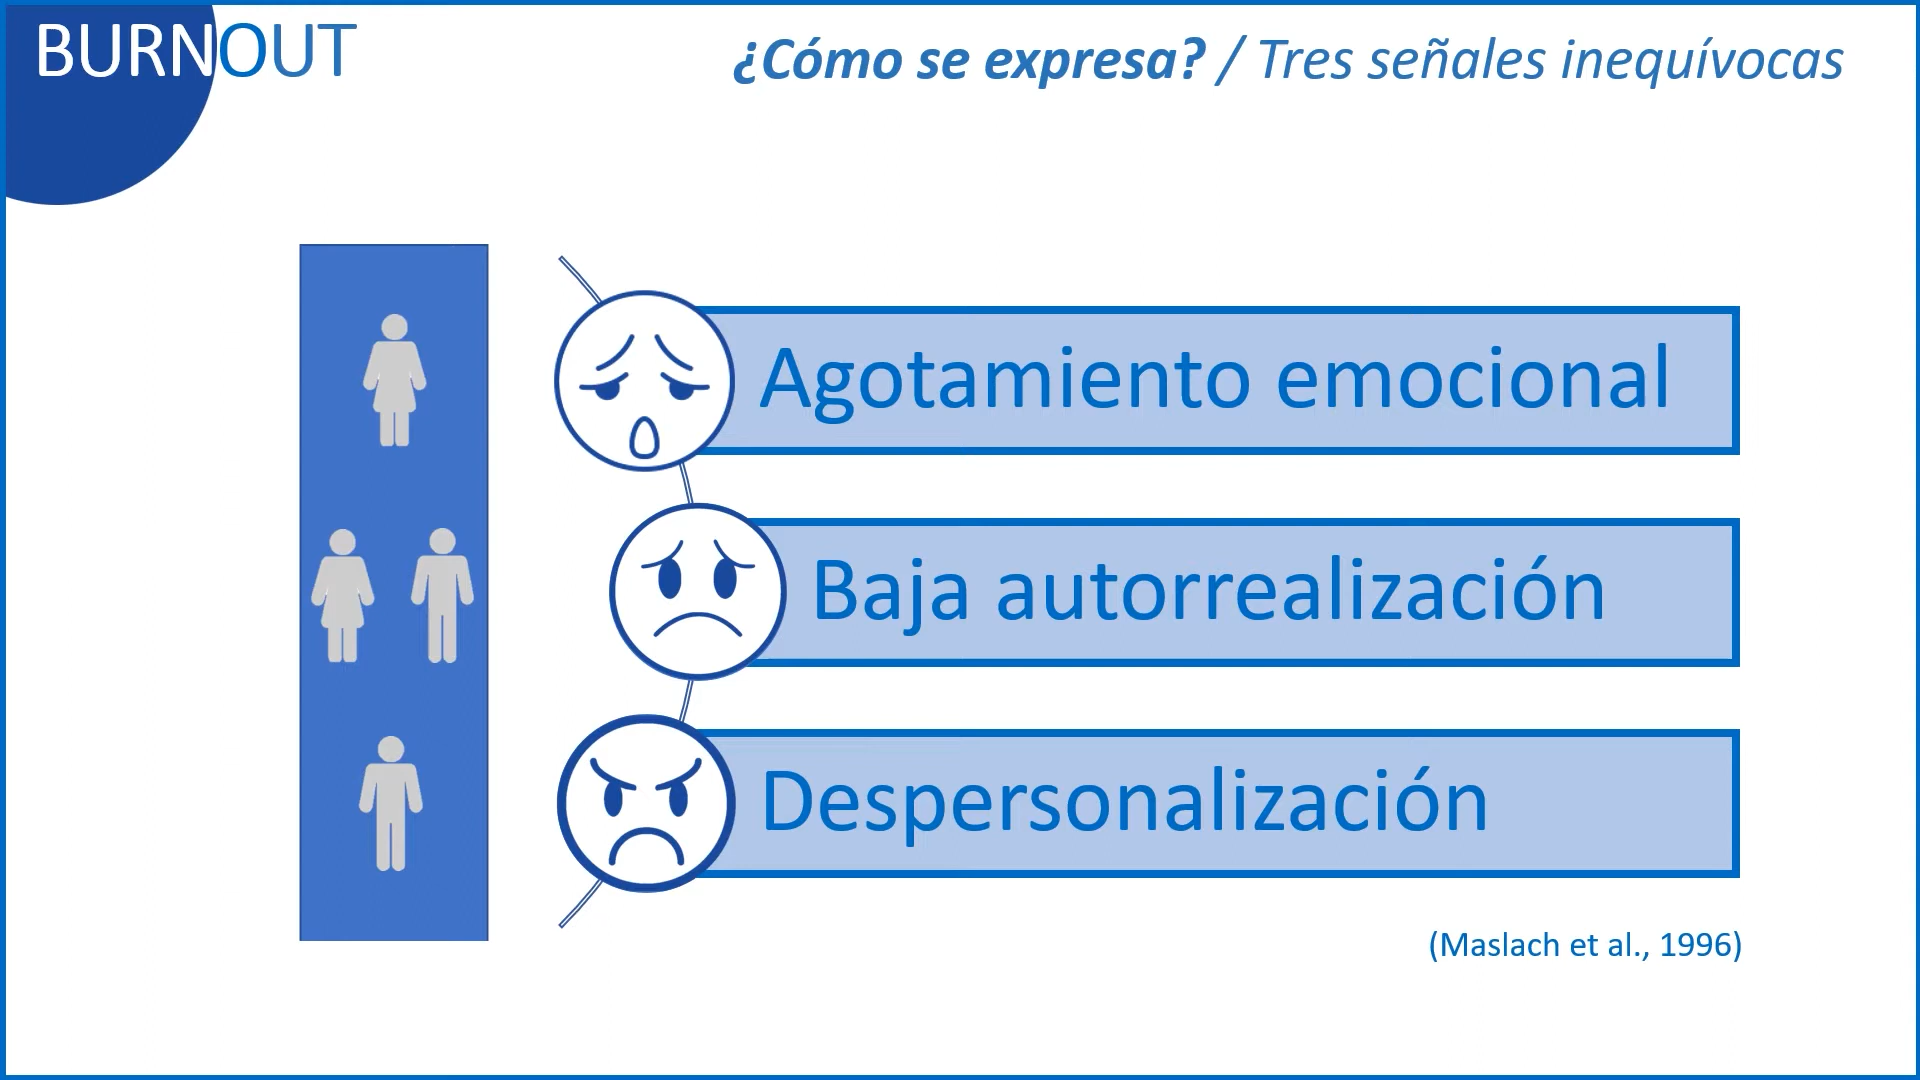 BURNOUT
¿Cómo se expresa? / Tres señales inequívocas
Agotamiento emocional
Baja autorrealización
Despersonalización
(Maslach et al., 1996)